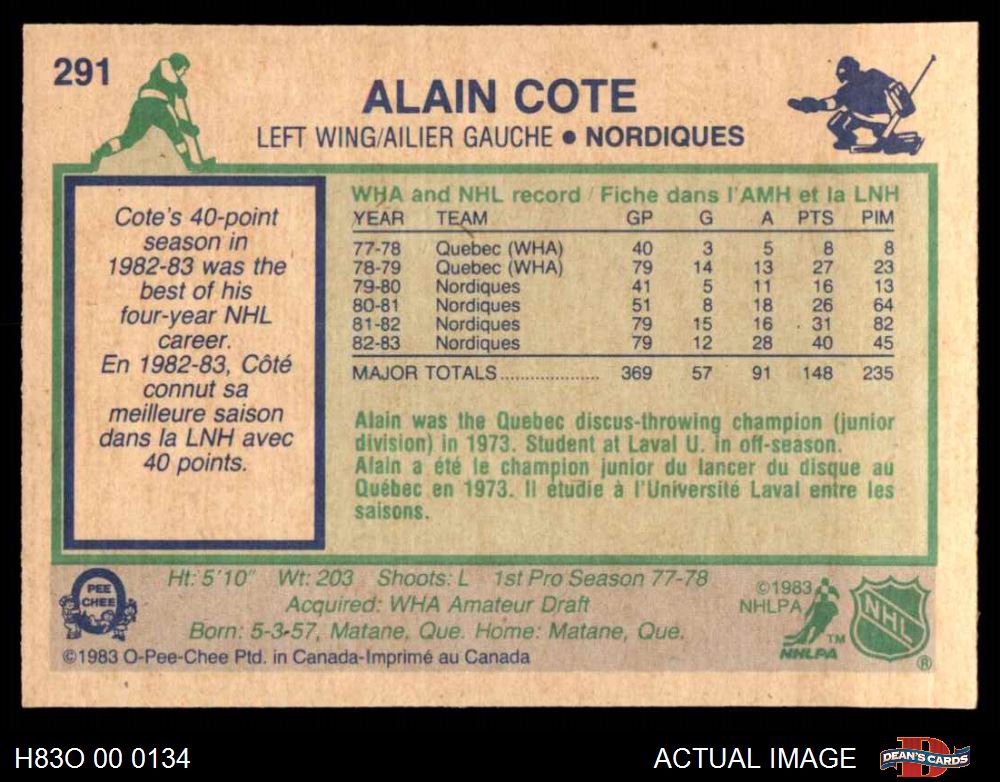 291
ALAIN COTE
LEFT WING/AILIER GAUCHE ● NORDIQUES
Cote's 40-point
season in
1982-83 was the
best of his
four-year NHL
career.
En 1982-83, Côté
connut sa
meilleure saison
dans la LNH avec
40 points.
WHA and NHL record / Fiche dans l'AMH et la LNH
YEAR TEAM GP G A PTS PIM
77-78 Quebec (WHA) 40 3 5 8 8
78-79 Quebec (WHA) 79 14 13 27 23
79-80 Nordiques 41 5 11 16 13
80-81 Nordiques 51 8 18 26 64
81-82 Nordiques 79 15 16 31 82
82-83 Nordiques 79 12 28 40 45
MAJOR TOTALS.................. 369 57 91 148 235
Alain was the Quebec discus-throwing champion (junior
division) in 1973. Student at Laval U. in off-season.
Alain a été le champion junior du lancer du disque au
Québec en 1973. Il étudie à l'Université Laval entre les
saisons.
PEE
CHEE
Ht: 5'10" Wt: 203 Shoots: L 1st Pro Season 77-78
Acquired: WHA Amateur Draft
Born: 5-3-57, Matane, Que. Home: Matane, Que.
©1983 O-Pee-Chee Ptd. in Canada-Imprimé au Canada
©1983
NHLPA
TM
NHLPA
NHL
®
H83O 00 0134
ACTUAL IMAGE
DEAN'S CARDS